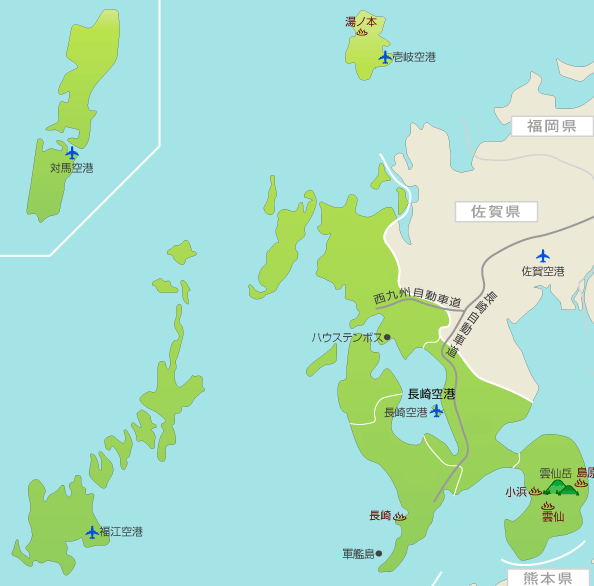 湯ノ本
壱岐空港
福岡県
対馬空港
佐賀県
佐賀空港
西九州自動車道
長崎自動車道
ハウステンボス
長崎空港
長崎空港
雲仙岳
島原
小浜
雲仙
長崎
福江空港
軍艦島
熊本県